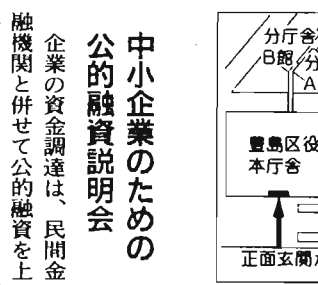 分庁舎
B館
分
A
豊島区役
本庁舎
正面玄関
中小企業のための
公的融資説明会
企業の資金調達は、民間金
融機関と併せて公的融資を上